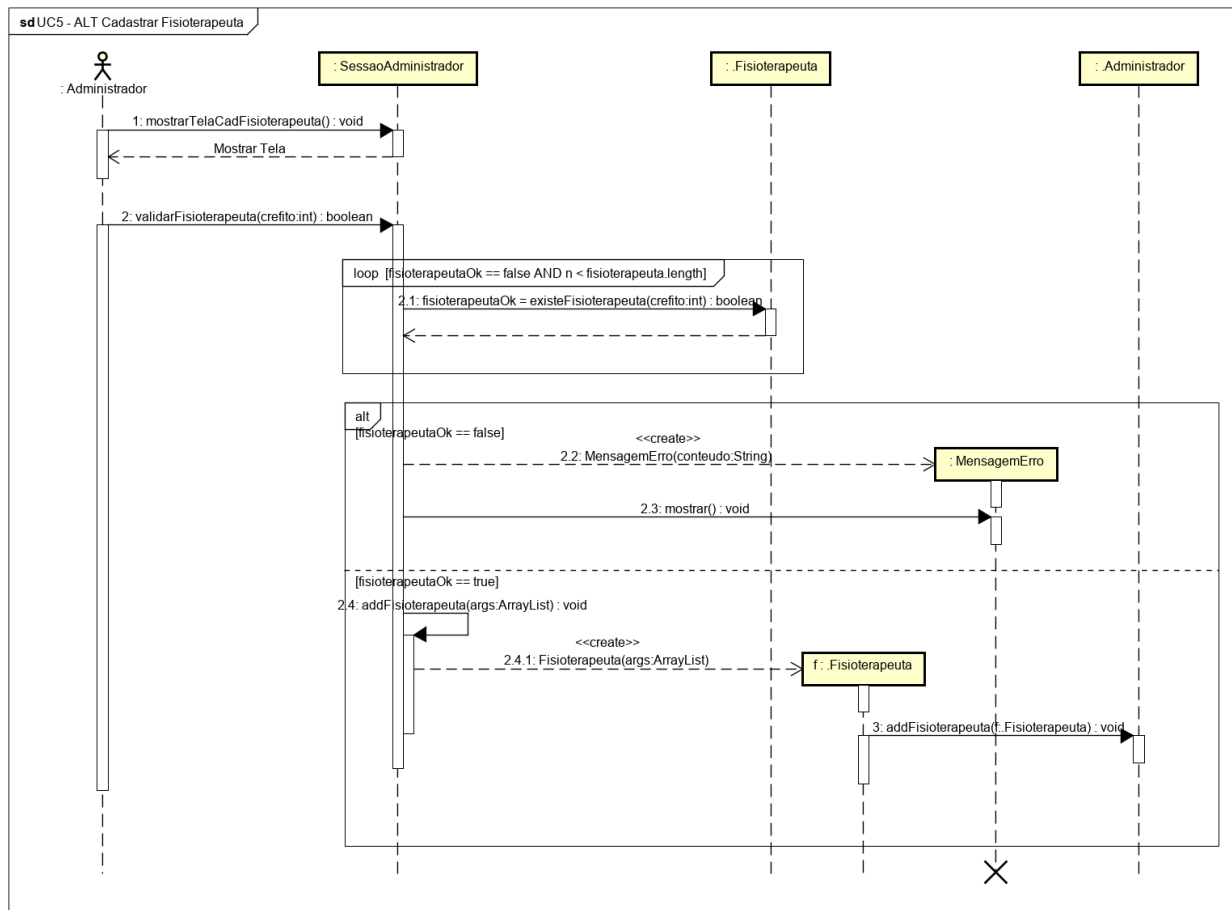 sd UC5 - ALT Cadastrar Fisioterapeuta
: Administrador
: SessaoAdministrador
: .Fisioterapeuta
: .Administrador
1: mostrarTelaCadFisioterapeuta() : void
Mostrar Tela
2: validarFisioterapeuta(crefito:int) : boolean
loop [fisioterapeutaOk == false AND n < fisioterapeuta.length]
2.1: fisioterapeutaOk = existeFisioterapeuta(crefito:int) : boolean
alt
[fisioterapeutaOk == false]
<<create>>
2.2: MensagemErro(conteudo:String)
: MensagemErro
2.3: mostrar() : void
[fisioterapeutaOk == true]
2.4: addFisioterapeuta(args:ArrayList) : void
<<create>>
2.4.1: Fisioterapeuta(args:ArrayList)
f : .Fisioterapeuta
3: addFisioterapeuta(f:.Fisioterapeuta) : void